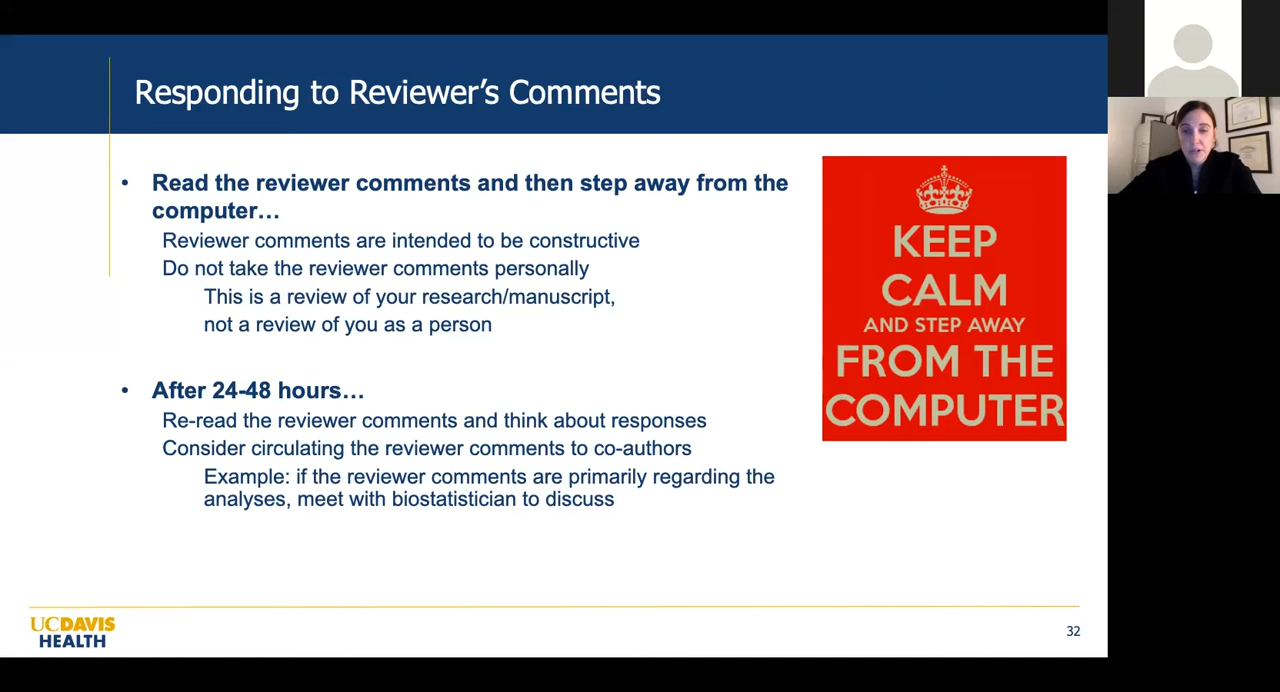 Responding to Reviewer's Comments
• Read the reviewer comments and then step away from the
computer…
Reviewer comments are intended to be constructive
Do not take the reviewer comments personally
This is a review of your research/manuscript,
not a review of you as a person
• After 24-48 hours…
Re-read the reviewer comments and think about responses
Consider circulating the reviewer comments to co-authors
Example: if the reviewer comments are primarily regarding the
analyses, meet with biostatistician to discuss
KEEP
CALM
AND STEP AWAY
FROM THE
COMPUTER
UCDAVIS
HEALTH
32